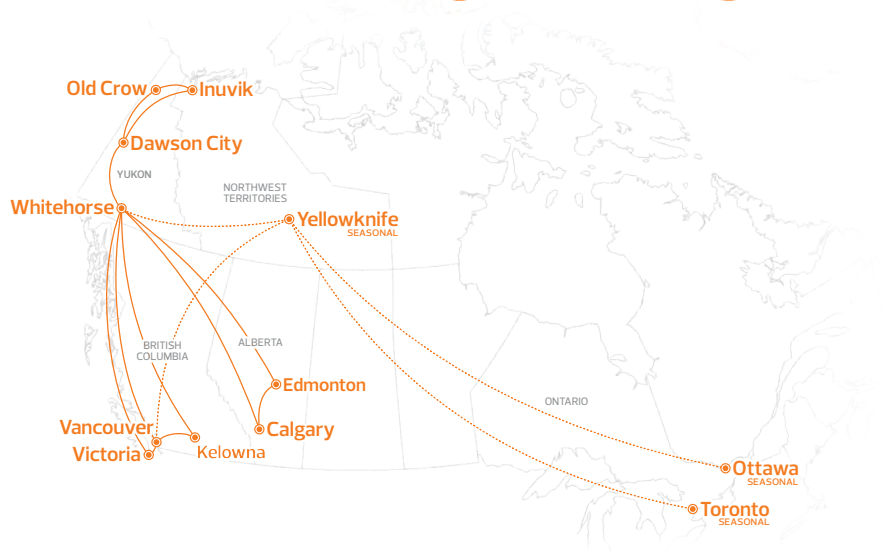 Old Crow
Inuvik
Dawson City
YUKON
NORTHWEST
TERRITORIES
Whitehorse
Yellowknife
SEASONAL
BRITISH
COLUMBIA
ALBERTA
Edmonton
ONTARIO
Vancouver
Calgary
Victoria
Kelowna
Ottawa
SEASONAL
Toronto
SEASONAL